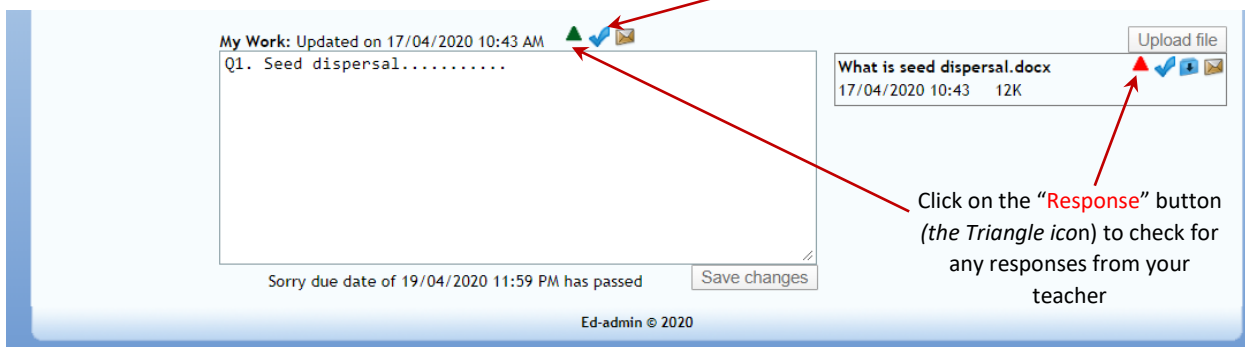 My Work: Updated on 17/04/2020 10:43 AM
Upload file
Q1. Seed dispersal...........
What is seed dispersal.docx
17/04/2020 10:43 12K
Click on the “Response” button
(the Triangle icon) to check for
any responses from your
teacher
Sorry due date of 19/04/2020 11:59 PM has passed
Save changes
Ed-admin © 2020